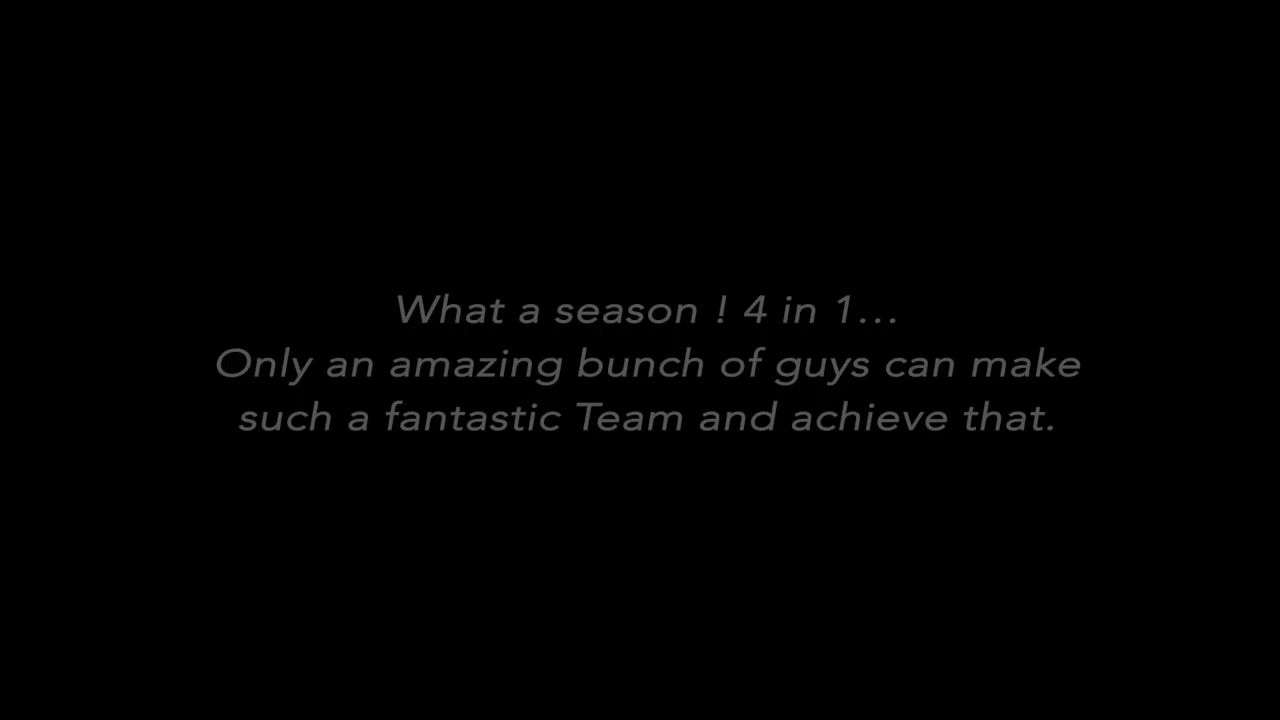 What a season ! 4 in 1...
Only an amazing bunch of guys can make
such a fantastic Team and achieve that.